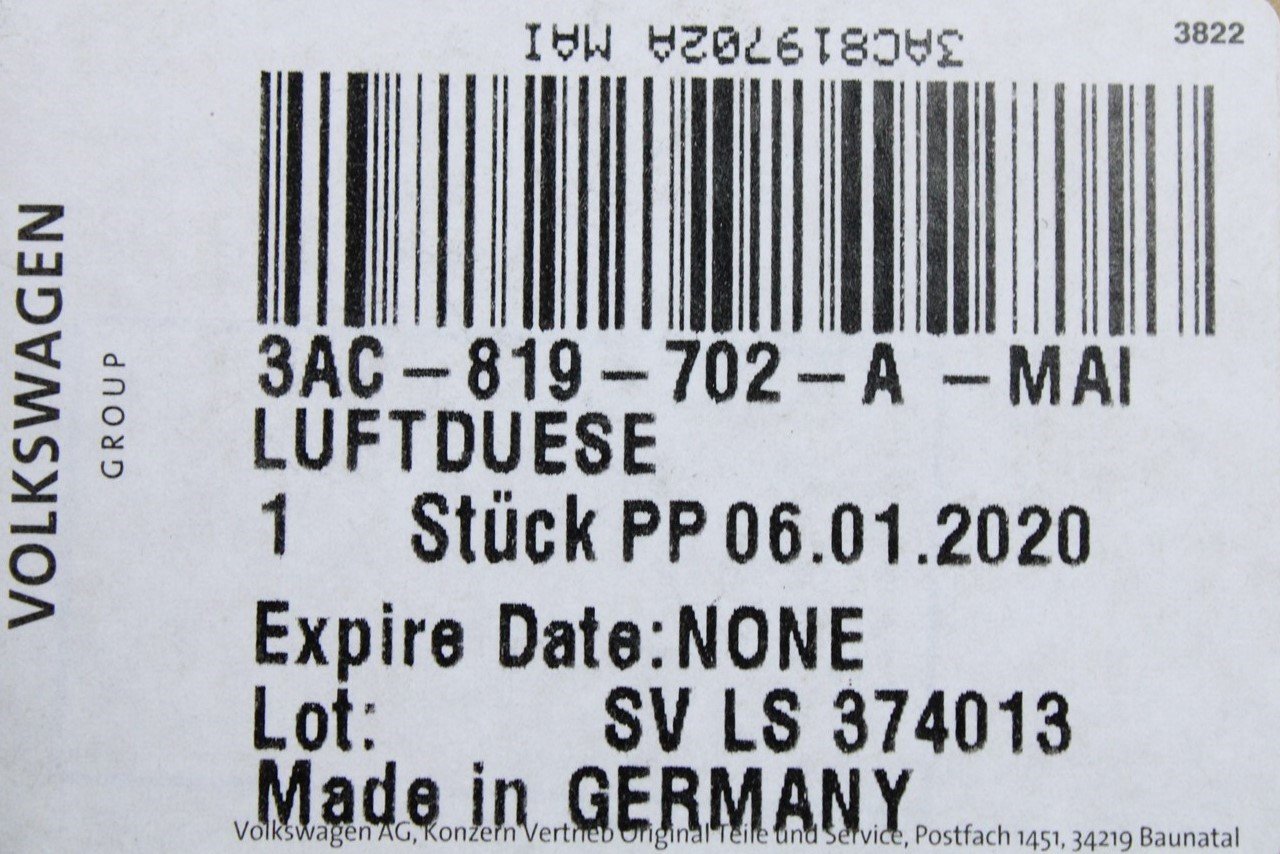 3AC819702A MAI
3822
VOLKSWAGEN
GROUP
3AC-819-702-A -MAI
LUFTDUESE
1 Stück PP 06.01.2020
Expire Date:NONE
Lot: SV LS 374013
Made in GERMANY
Volkswagen AG, Konzern Vertrieb Original Teile und Service, Postfach 1451, 34219 Baunatal